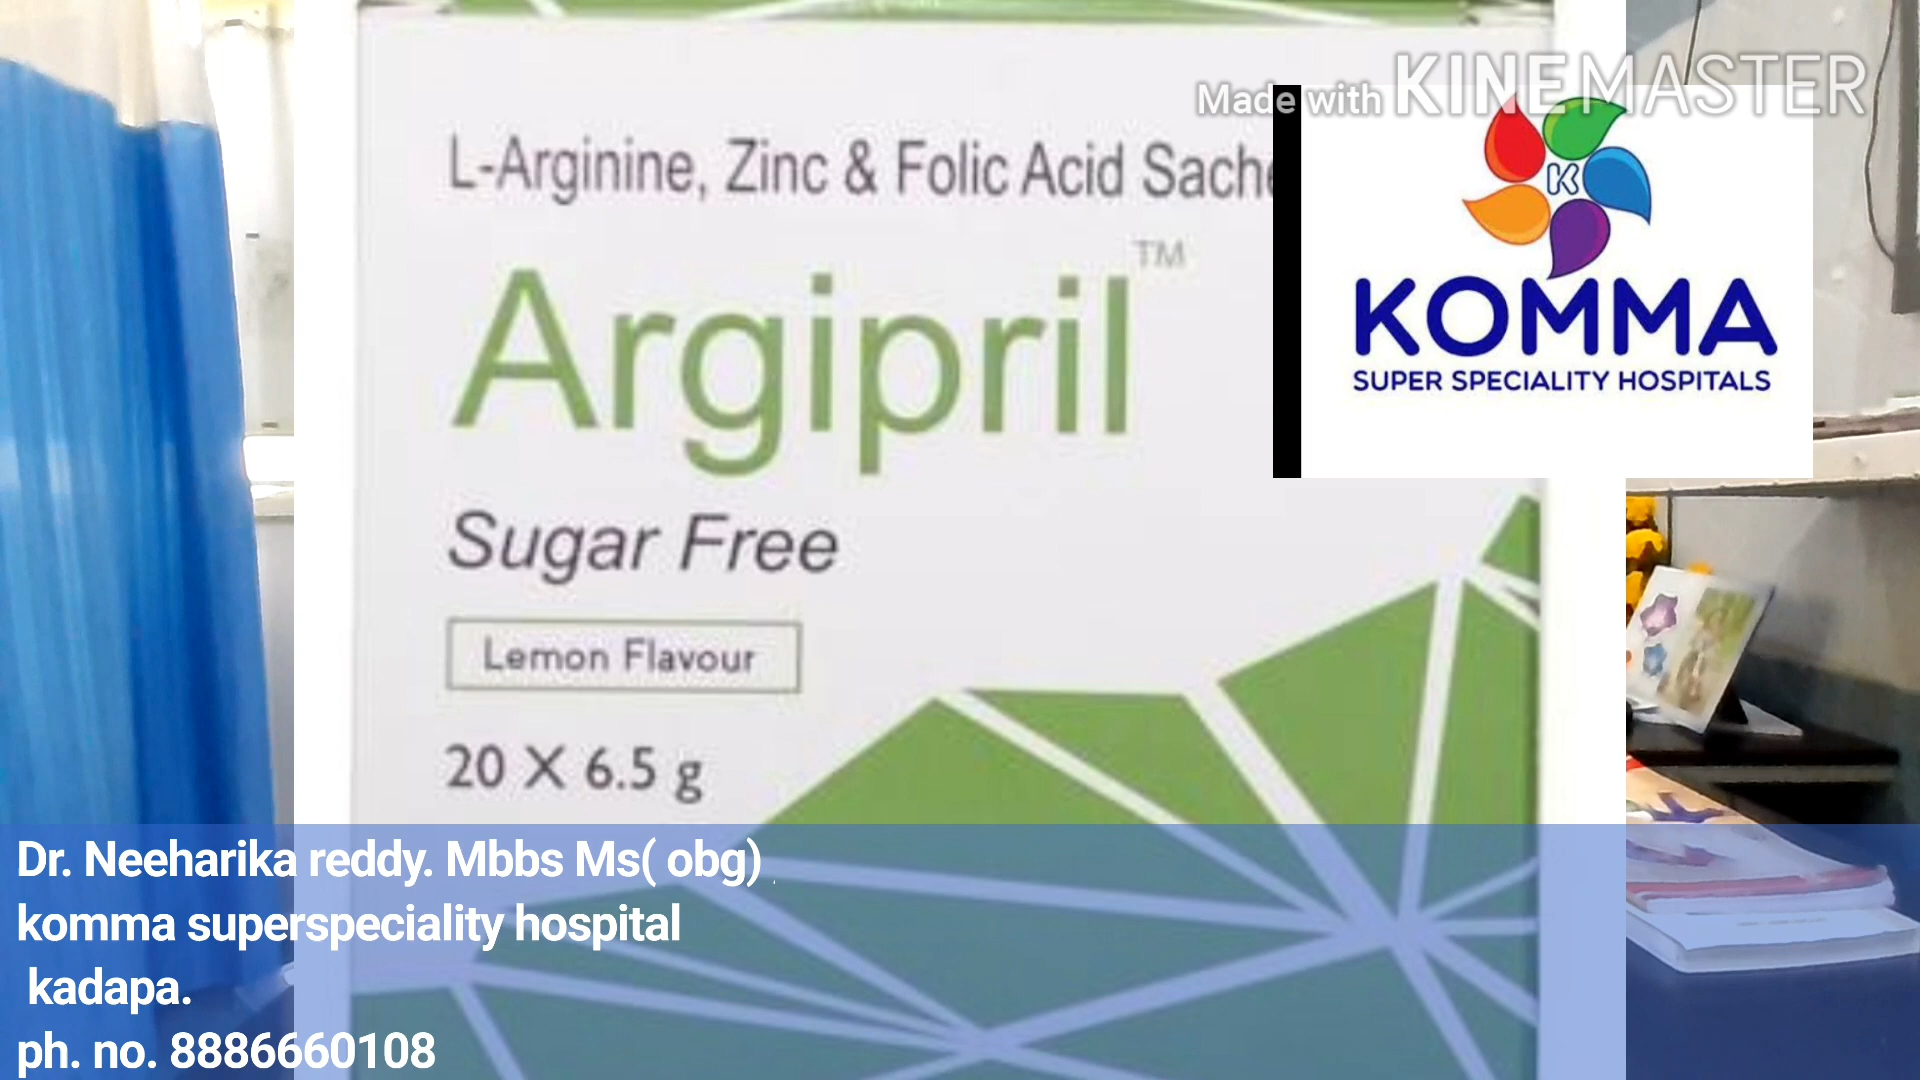 Made with KINEMASTER
L-Arginine, Zinc & Folic Acid
Argipril™
Sugar Free
Lemon Flavour
20 X 6.5 g
K
KOMMA
SUPER SPECIALITY HOSPITALS
Dr. Neeharika reddy. Mbbs Ms( obg)
komma superspeciality hospital
kadapa.
ph. no. 8886660108